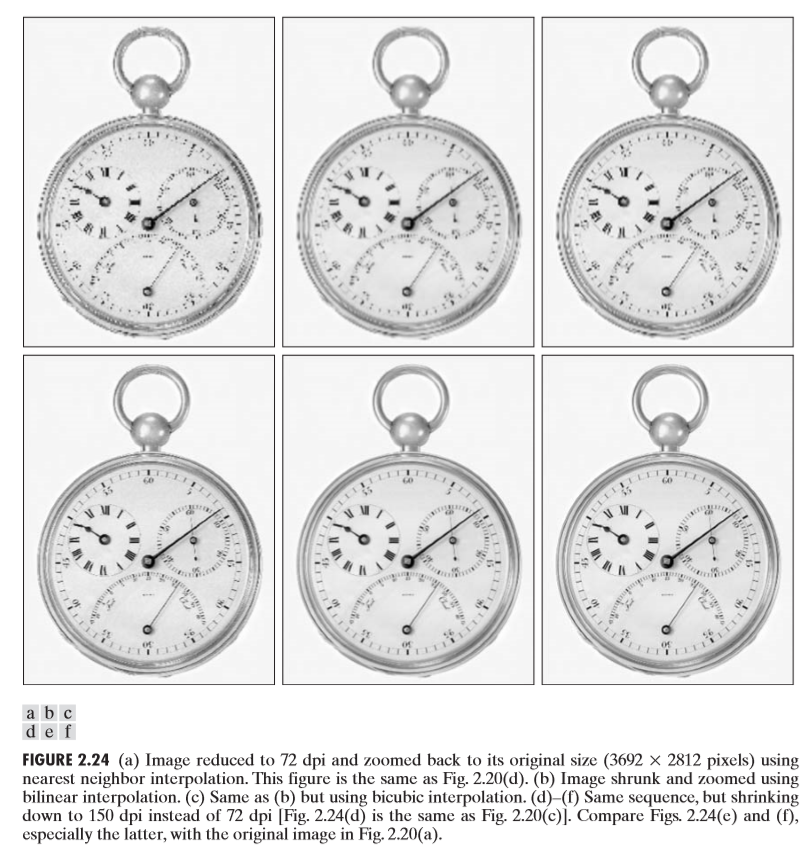 a b c
d e f
FIGURE 2.24 (a) Image reduced to 72 dpi and zoomed back to its original size (3692 × 2812 pixels) using
nearest neighbor interpolation. This figure is the same as Fig. 2.20(d). (b) Image shrunk and zoomed using
bilinear interpolation. (c) Same as (b) but using bicubic interpolation. (d)–(f) Same sequence, but shrinking
down to 150 dpi instead of 72 dpi [Fig. 2.24(d) is the same as Fig. 2.20(c)]. Compare Figs. 2.24(e) and (f),
especially the latter, with the original image in Fig. 2.20(a).